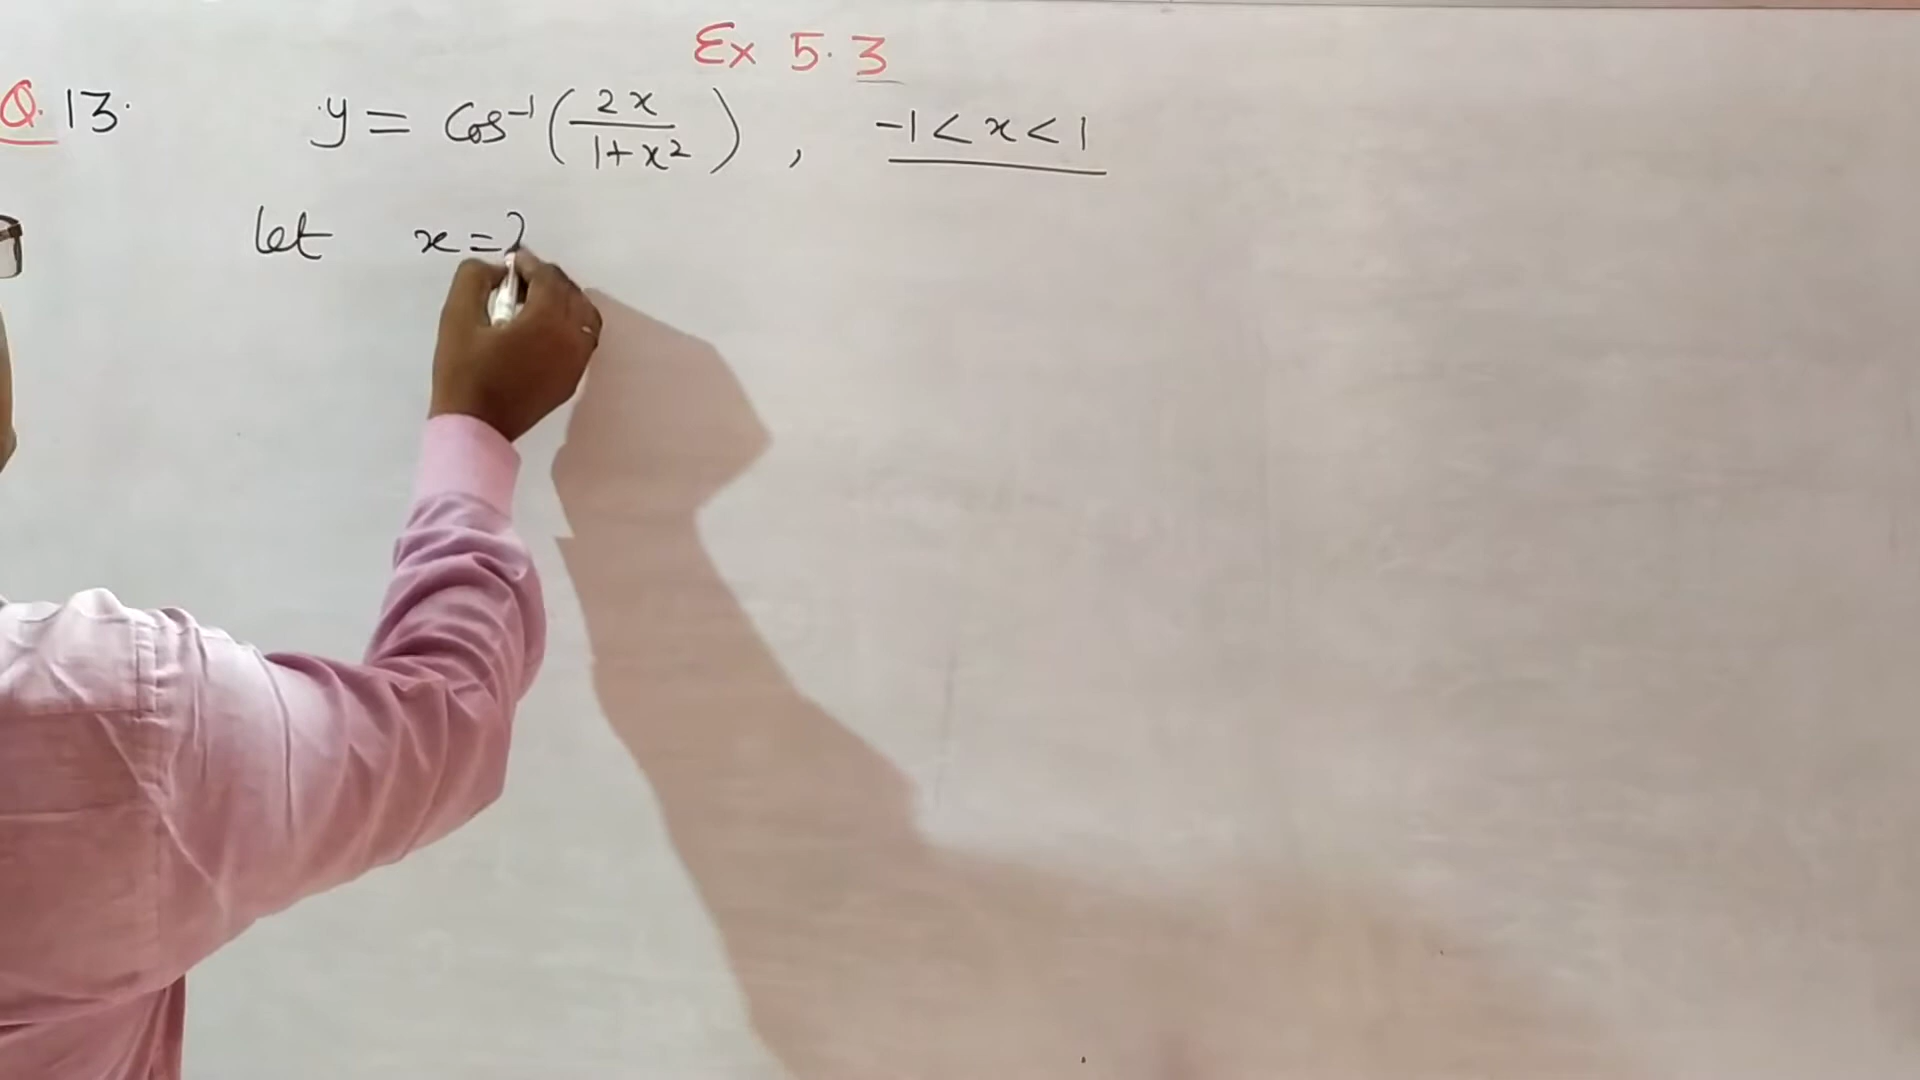 Ex 5.3
Q.13. y = Cos⁻¹(2x/1+x²) , -1 < x < 1
let x =